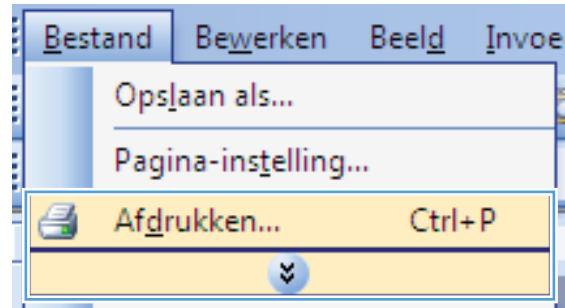 Bestand Bewerken Beeld Invoe
Opslaan als...
Pagina-instelling...
Afdrukken... Ctrl+P